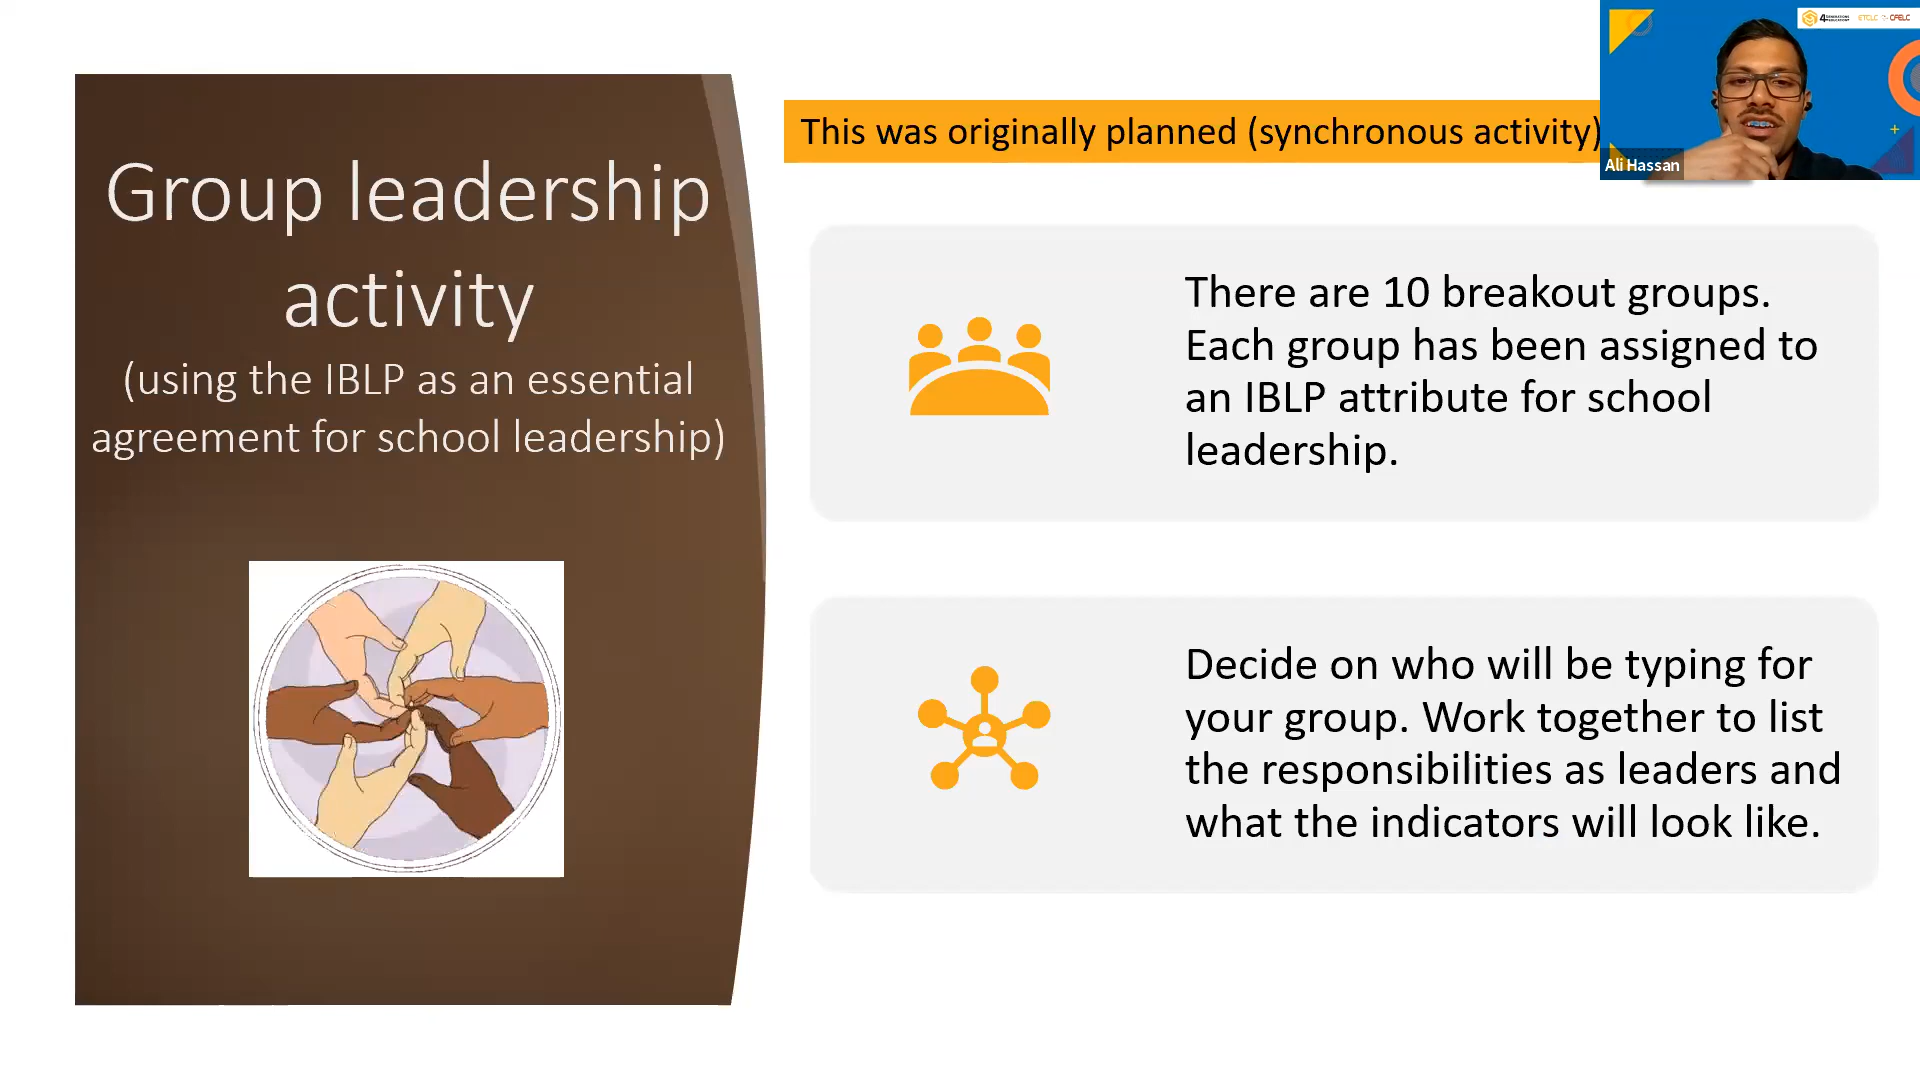 Group leadership
activity
(using the IBLP as an essential
agreement for school leadership)
This was originally planned (synchronous activity)
There are 10 breakout groups.
Each group has been assigned to
an IBLP attribute for school
leadership.
Decide on who will be typing for
your group. Work together to list
the responsibilities as leaders and
what the indicators will look like.
Ali Hassan